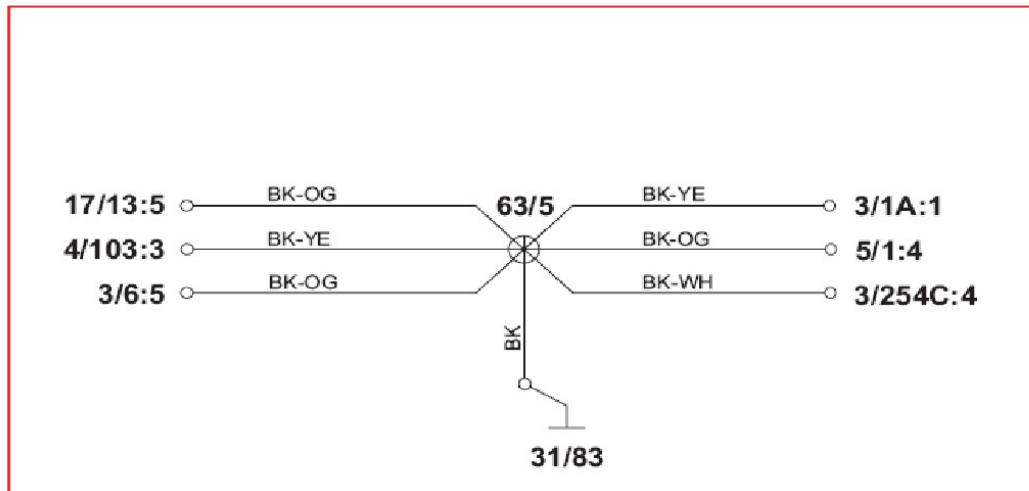 17/13:5 BK-OG 63/5 BK-YE 3/1A:1
4/103:3 BK-YE BK-OG 5/1:4
3/6:5 BK-OG BK-WH 3/254C:4
BK
31/83